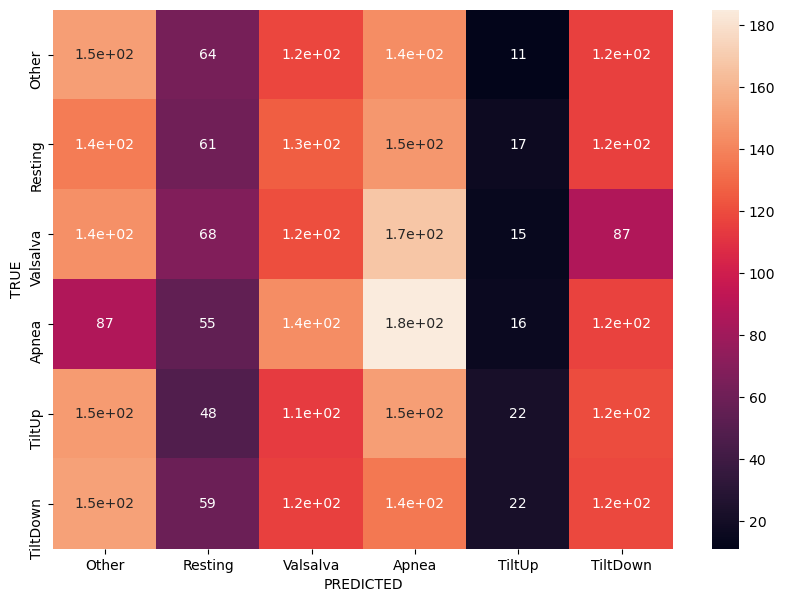 Other 1.5e+02 64 1.2e+02 1.4e+02 11 1.2e+02
Resting 1.4e+02 61 1.3e+02 1.5e+02 17 1.2e+02
Valsalva 1.4e+02 68 1.2e+02 1.7e+02 15 87
Apnea 87 55 1.4e+02 1.8e+02 16 1.2e+02
TiltUp 1.5e+02 48 1.1e+02 1.5e+02 22 1.2e+02
TiltDown 1.5e+02 59 1.2e+02 1.4e+02 22 1.2e+02
TRUE
Other Resting Valsalva Apnea TiltUp TiltDown
PREDICTED
180
160
140
120
100
80
60
40
20